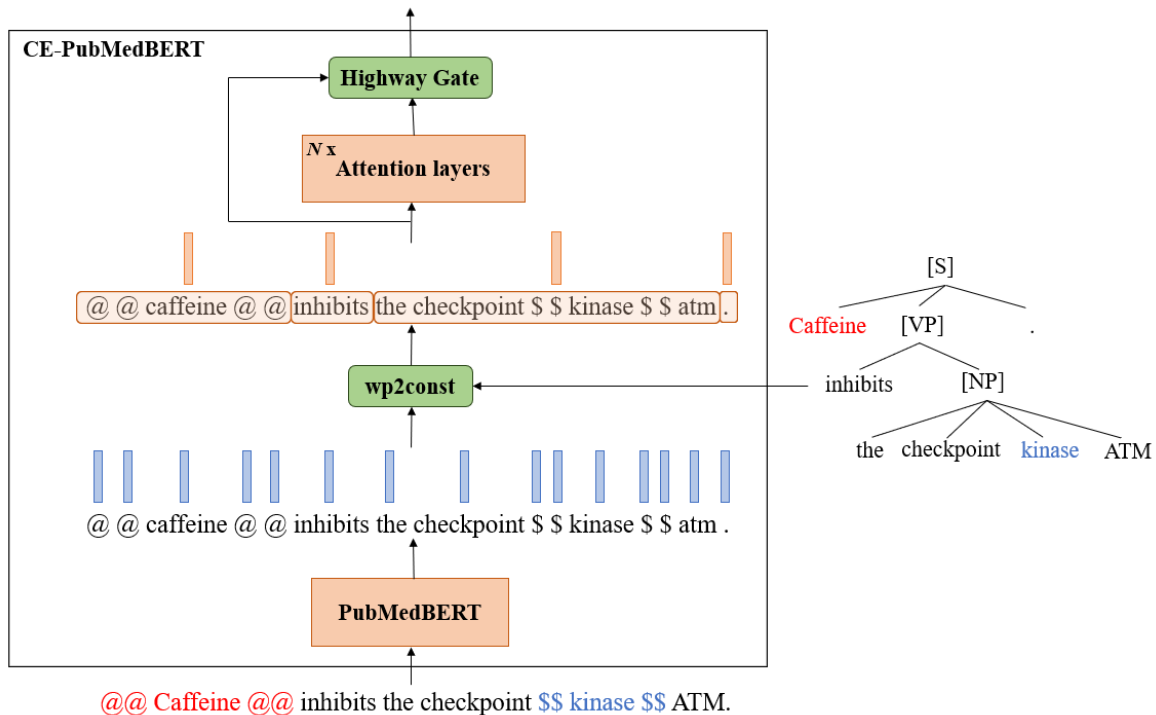 CE-PubMedBERT
Highway Gate
N x
Attention layers
@ @ caffeine @ @ inhibits the checkpoint $ $ kinase $ $ atm .
wp2const
@ @ caffeine @ @ inhibits the checkpoint $ $ kinase $ $ atm .
PubMedBERT
@@ Caffeine @@ inhibits the checkpoint $$ kinase $$ ATM.
[S]
Caffeine [VP] .
inhibits [NP]
the checkpoint kinase ATM